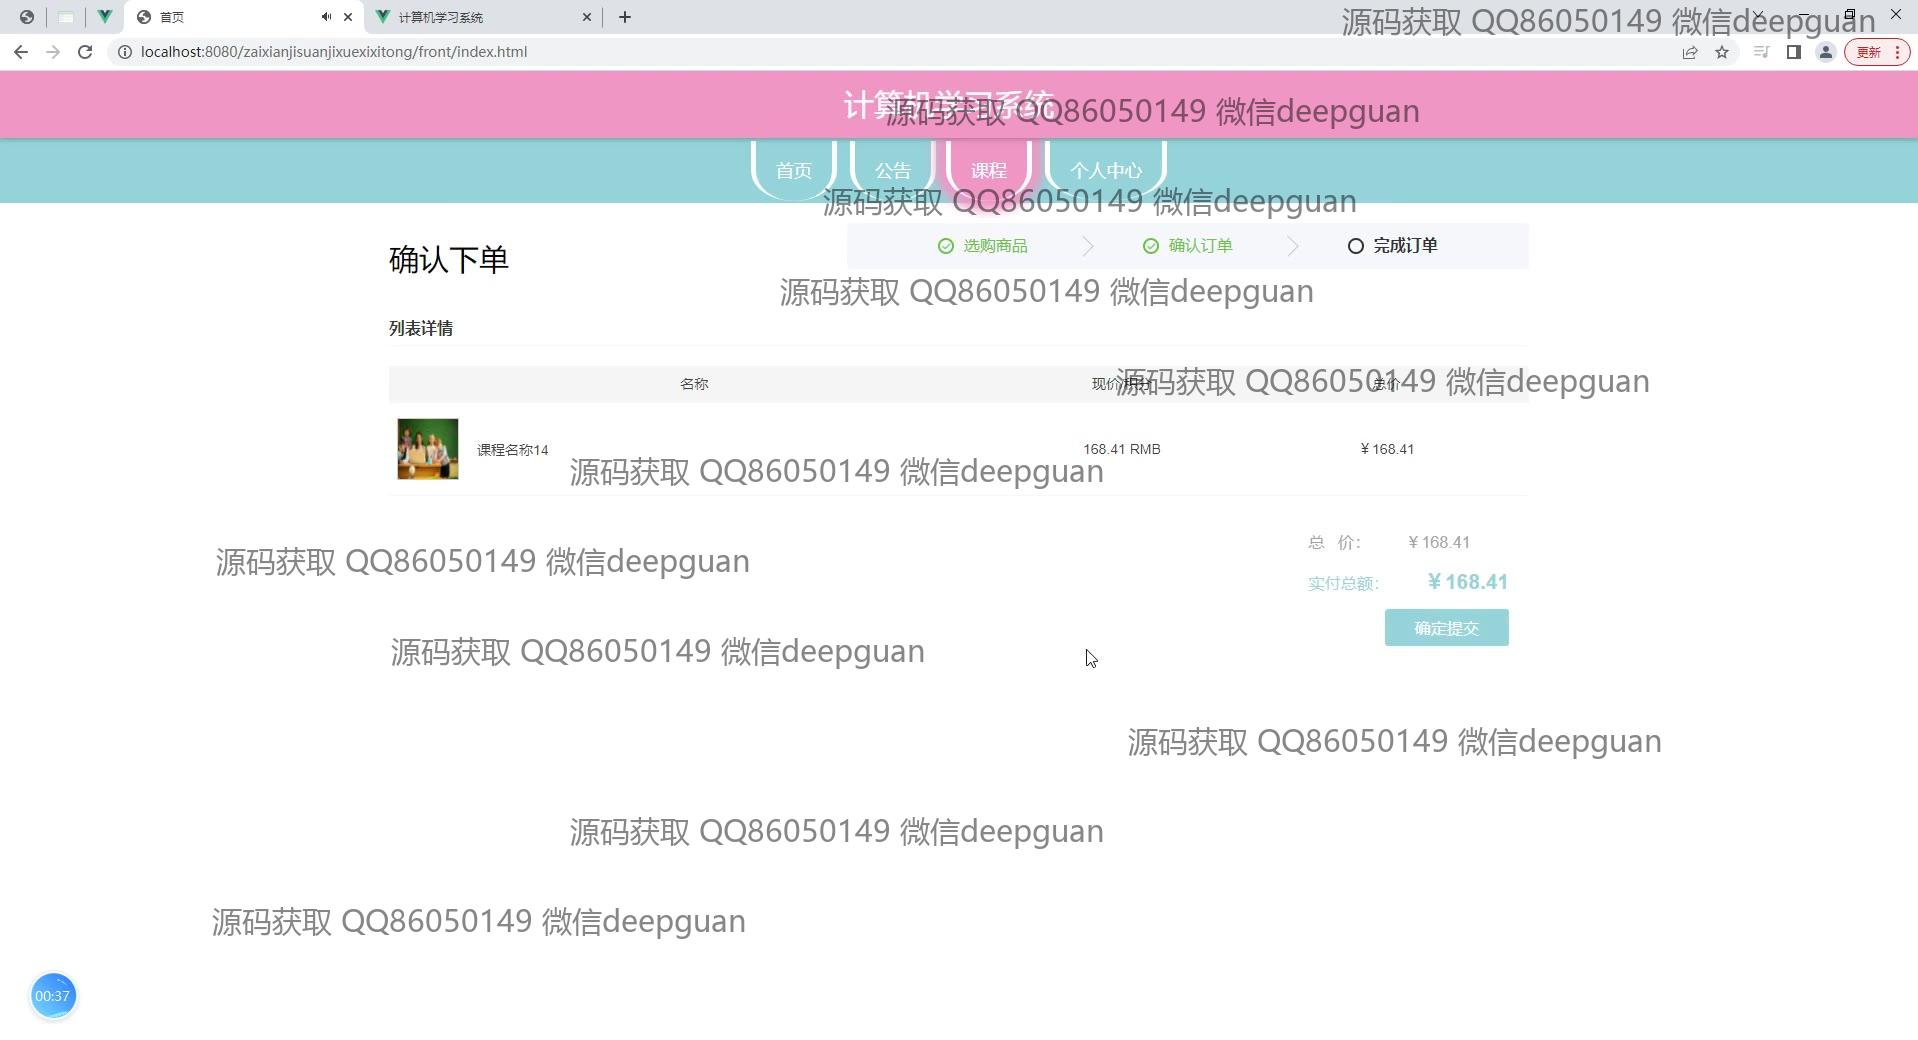 首页
计算机学习系统
源码获取 QQ86050149 微信deepguan
localhost:8080/zaixianjisuanjixuexixitong/front/index.html
更新
计算机学习系统
源码获取 QQ86050149 微信deepguan
首页
公告
课程
个人中心
源码获取 QQ86050149 微信deepguan
选购商品
确认订单
完成订单
确认下单
源码获取 QQ86050149 微信deepguan
列表详情
名称
现价/积分
总价
源码获取 QQ86050149 微信deepguan
课程名称14
168.41 RMB
¥168.41
源码获取 QQ86050149 微信deepguan
总 价: ¥168.41
源码获取 QQ86050149 微信deepguan
实付总额: ¥168.41
确定提交
源码获取 QQ86050149 微信deepguan
源码获取 QQ86050149 微信deepguan
源码获取 QQ86050149 微信deepguan
源码获取 QQ86050149 微信deepguan
00:37